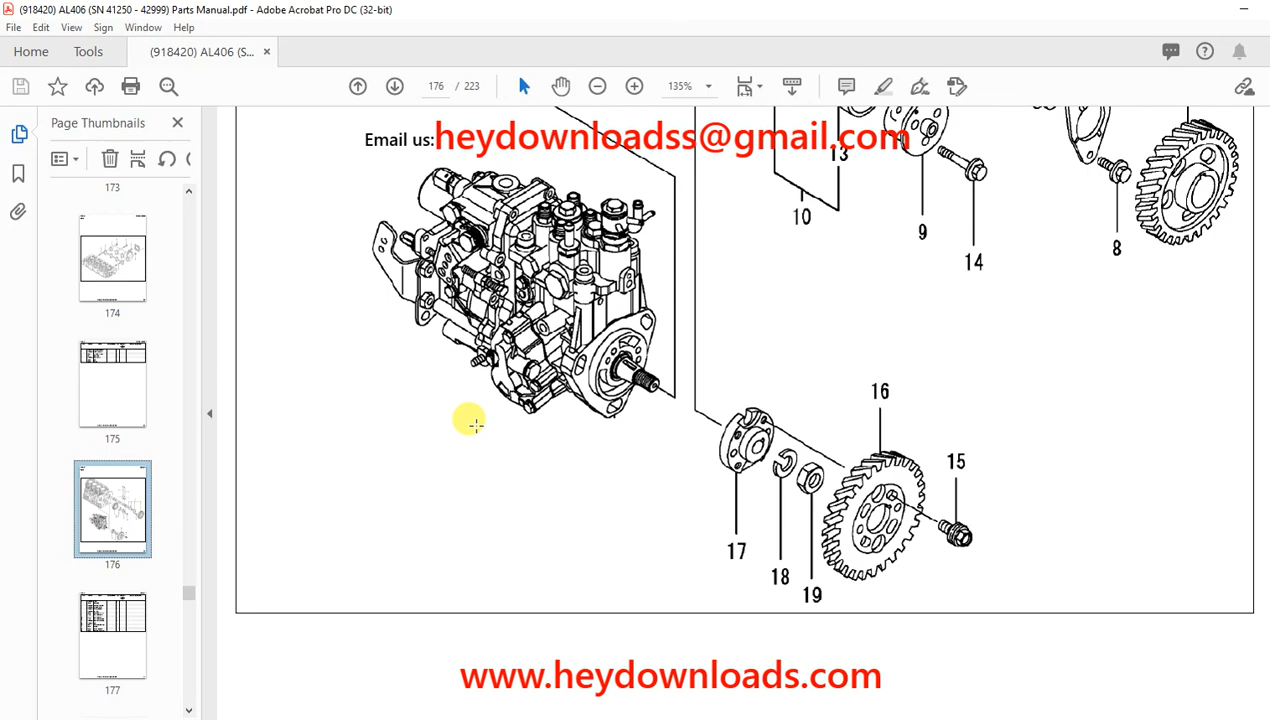 (918420) AL406 (SN 41250 - 42999) Parts Manual.pdf - Adobe Acrobat Pro DC (32-bit)
File Edit View Sign Window Help
Home Tools (918420) AL406 (S... ×
176 / 223 135%
Page Thumbnails
173
174
175
176
177
Email us:heydownloadss@gmail.com
13
10
9
14
8
16
15
17
18
19
www.heydownloads.com